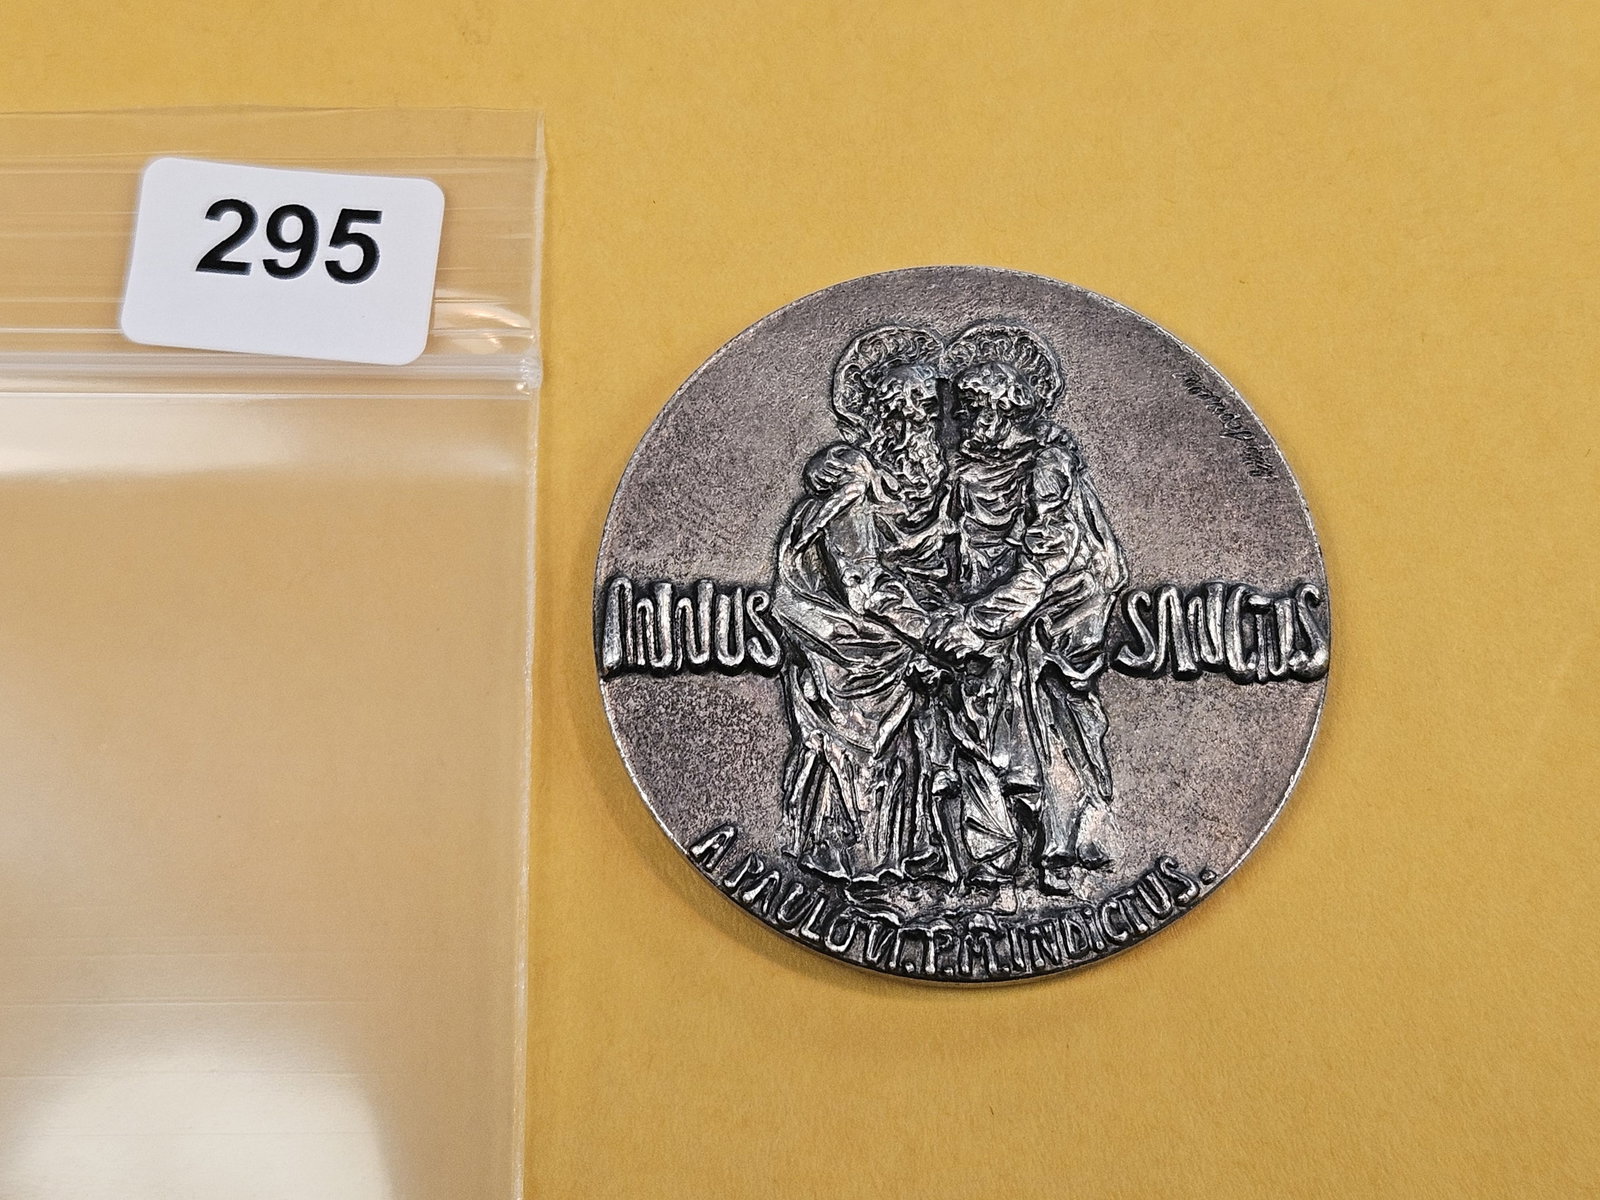 295
ANNUS SANCTUS
A PAULO VI. P.M. INDICTUS.